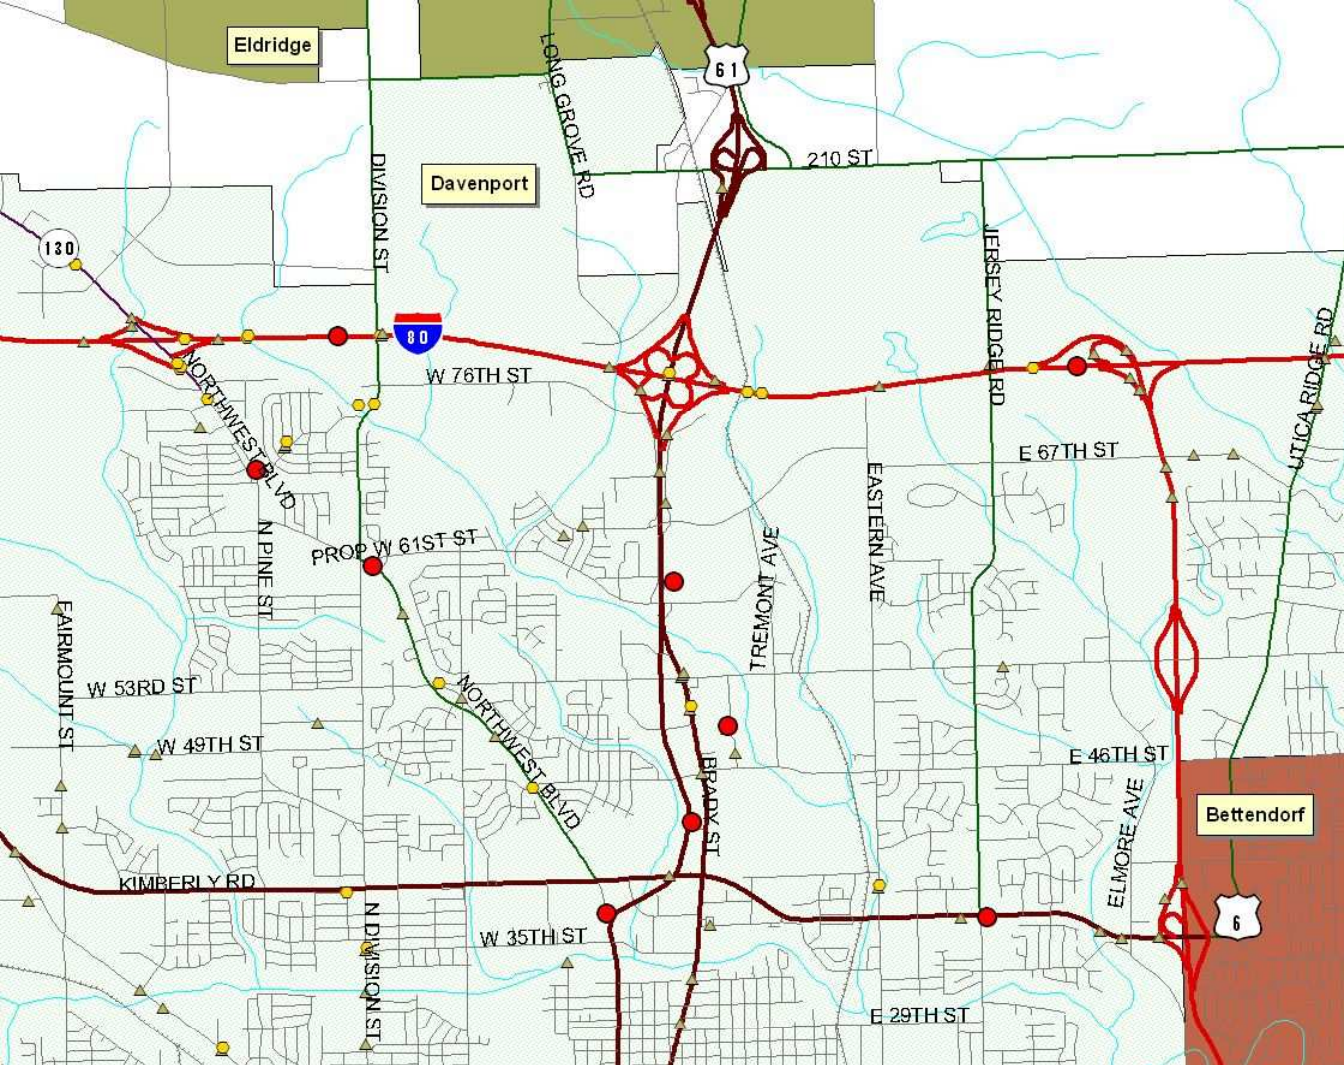 Eldridge
LONG GROVE RD
61
210 ST
DIVISION ST
Davenport
130
JERSEY RIDGE RD
80
UTICA RIDGE RD
W 76TH ST
NORTHWEST BLVD
E 67TH ST
EASTERN AVE
N PINE ST
PROP W 61ST ST
TREMONT AVE
FAIRMOUNT ST
W 53RD ST
NORTHWEST BLVD
W 49TH ST
E 46TH ST
BRADY ST
ELMORE AVE
Bettendorf
KIMBERLY RD
N DIVISION ST
W 35TH ST
6
E 29TH ST